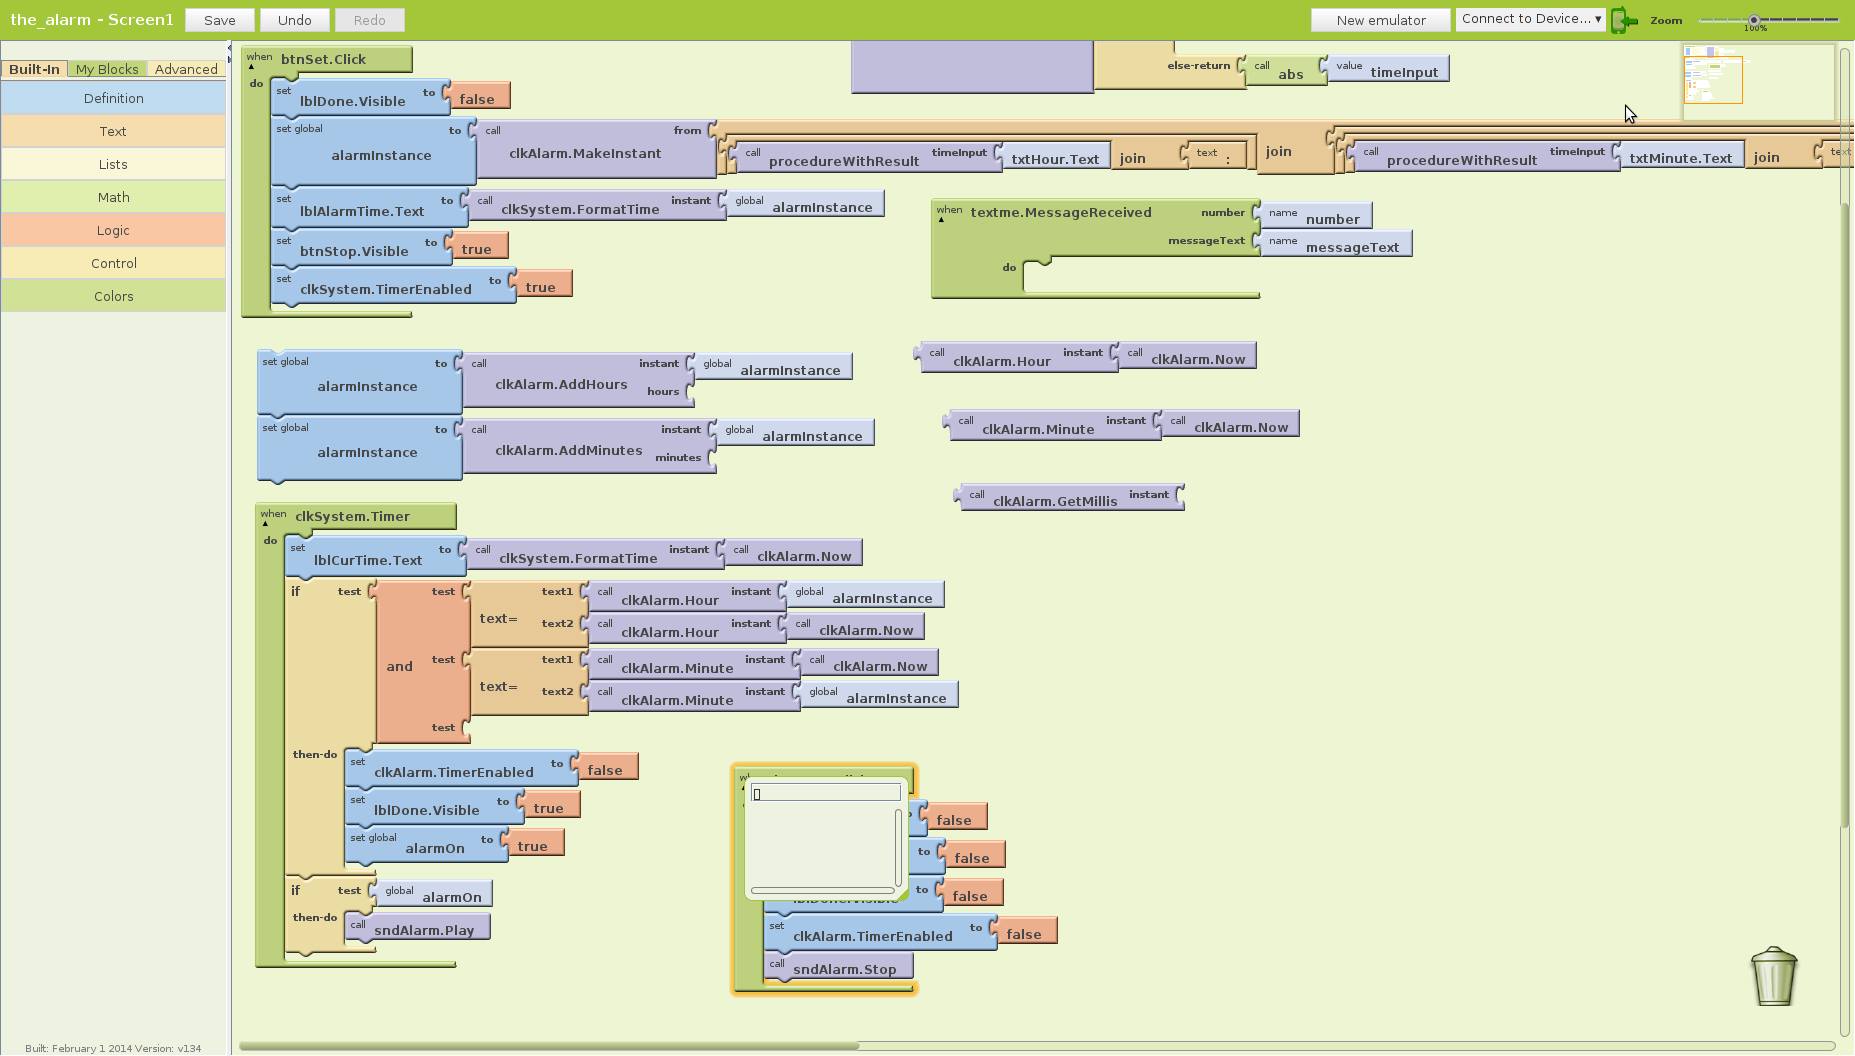 the_alarm - Screen1 Save Undo Redo New emulator Connect to Device... Zoom
100%
Built-In My Blocks Advanced
Definition
Text
Lists
Math
Logic
Control
Colors
Built: February 1 2014 Version: v134
when btnSet.Click
do
set lblDone.Visible to false
set global alarmInstance to call clkAlarm.MakeInstant from call procedureWithResult timeInput txtHour.Text join text : join call procedureWithResult timeInput txtMinute.Text join text
set lblAlarmTime.Text to call clkSystem.FormatTime instant global alarmInstance
set btnStop.Visible to true
set clkSystem.TimerEnabled to true
else-return call abs value timeInput
when textme.MessageReceived number name number
messageText name messageText
do
set global alarmInstance to call clkAlarm.AddHours instant global alarmInstance
hours
set global alarmInstance to call clkAlarm.AddMinutes instant global alarmInstance
minutes
call clkAlarm.Hour instant call clkAlarm.Now
call clkAlarm.Minute instant call clkAlarm.Now
call clkAlarm.GetMillis instant
when clkSystem.Timer
do
set lblCurTime.Text to call clkSystem.FormatTime instant call clkAlarm.Now
if test and test text= text1 call clkAlarm.Hour instant global alarmInstance
text2 call clkAlarm.Hour instant call clkAlarm.Now
test text= text1 call clkAlarm.Minute instant call clkAlarm.Now
text2 call clkAlarm.Minute instant global alarmInstance
test
then-do set clkAlarm.TimerEnabled to false
set lblDone.Visible to true
set global alarmOn to true
if test global alarmOn
then-do call sndAlarm.Play
false
to false
lblDone.Visible to false
set clkAlarm.TimerEnabled to false
call sndAlarm.Stop